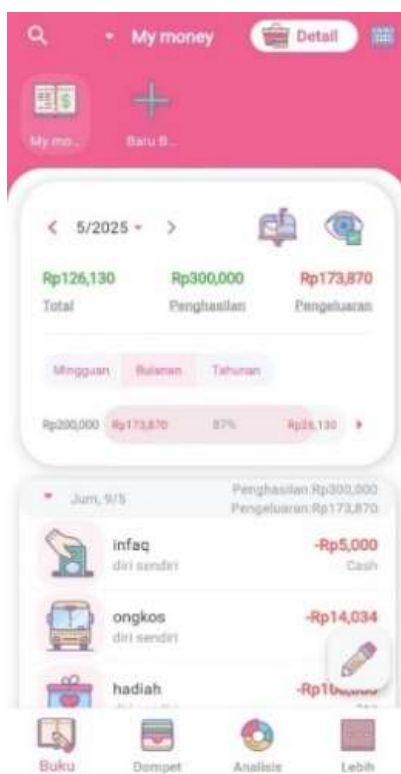 My money
Detail
My mo...
Baru B...
5/2025
Rp126,130 Rp300,000 Rp173,870
Total Penghasilan Pengeluaran
Mingguan Bulanan Tahunan
Rp200,000 Rp173,870 87% Rp26,130
Jum, 9/5
Penghasilan:Rp300,000
Pengeluaran:Rp173,870
infaq -Rp5,000
diri sendiri Cash
ongkos -Rp14,034
diri sendiri
hadiah
Buku Dompet Analisis Lebih